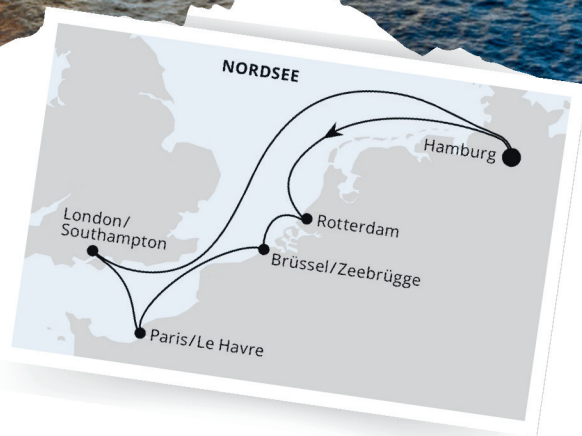 NORDSEE
Hamburg
London/
Southampton
Rotterdam
Brüssel/Zeebrügge
Paris/Le Havre